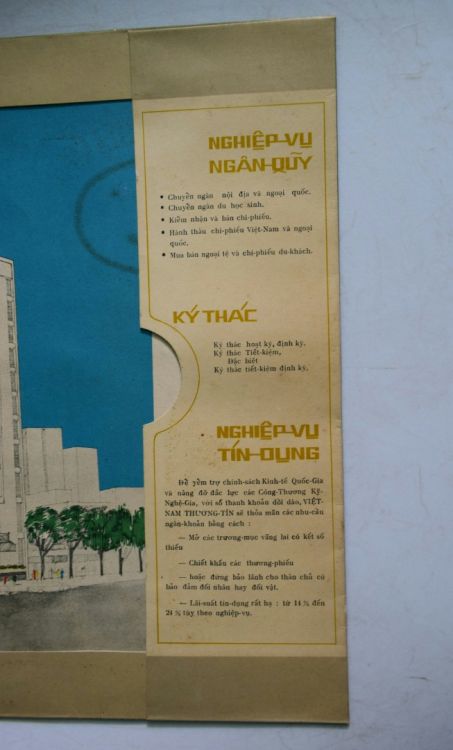 NGHIỆP-VỤ
NGÂN-QUỸ
• Chuyển ngân nội địa và ngoại quốc.
• Chuyển ngân du học sinh.
• Kiểm nhận và bán chi-phiếu.
• Hành thâu chi-phiếu Việt-Nam và ngoại
quốc.
• Mua bán ngoại tệ và chi-phiếu du-khách.
KÝ THÁC
Ký thác hoạt kỳ, định kỳ.
Ký thác Tiết-kiệm,
Đặc biệt
Ký thác tiết-kiệm định kỳ.
NGHIỆP-VỤ
TÍN-DỤNG
Để yểm trợ chính-sách Kinh-tế Quốc-Gia
và nâng đỡ đắc lực các Công-Thương Kỹ-
Nghệ-Gia, với số thanh khoản dồi dào, VIỆT-
NAM THƯƠNG-TÍN sẽ thỏa mãn các nhu-cầu
ngân-khoản bằng cách :
— Mở các trương-mục vãng lai có kết số
thiếu
— Chiết khấu các thương-phiếu
— hoặc đứng bảo lãnh cho thân chủ có
bảo đảm đối nhân hay đối vật.
— Lãi-suất tín-dụng rất hạ : từ 14 % đến
24 % tùy theo nghiệp-vụ.